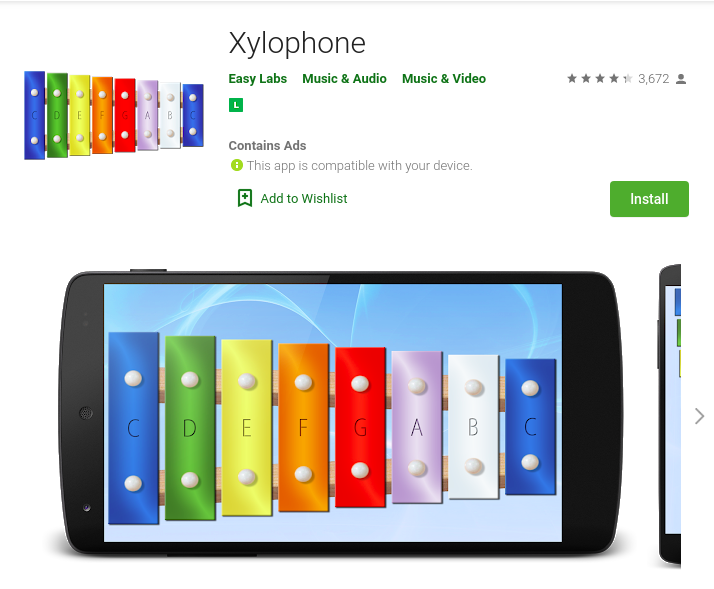 Xylophone
Easy Labs Music & Audio Music & Video 3,672
L
Contains Ads
This app is compatible with your device.
Add to Wishlist Install
C D E F G A B C
C D E F G A B C